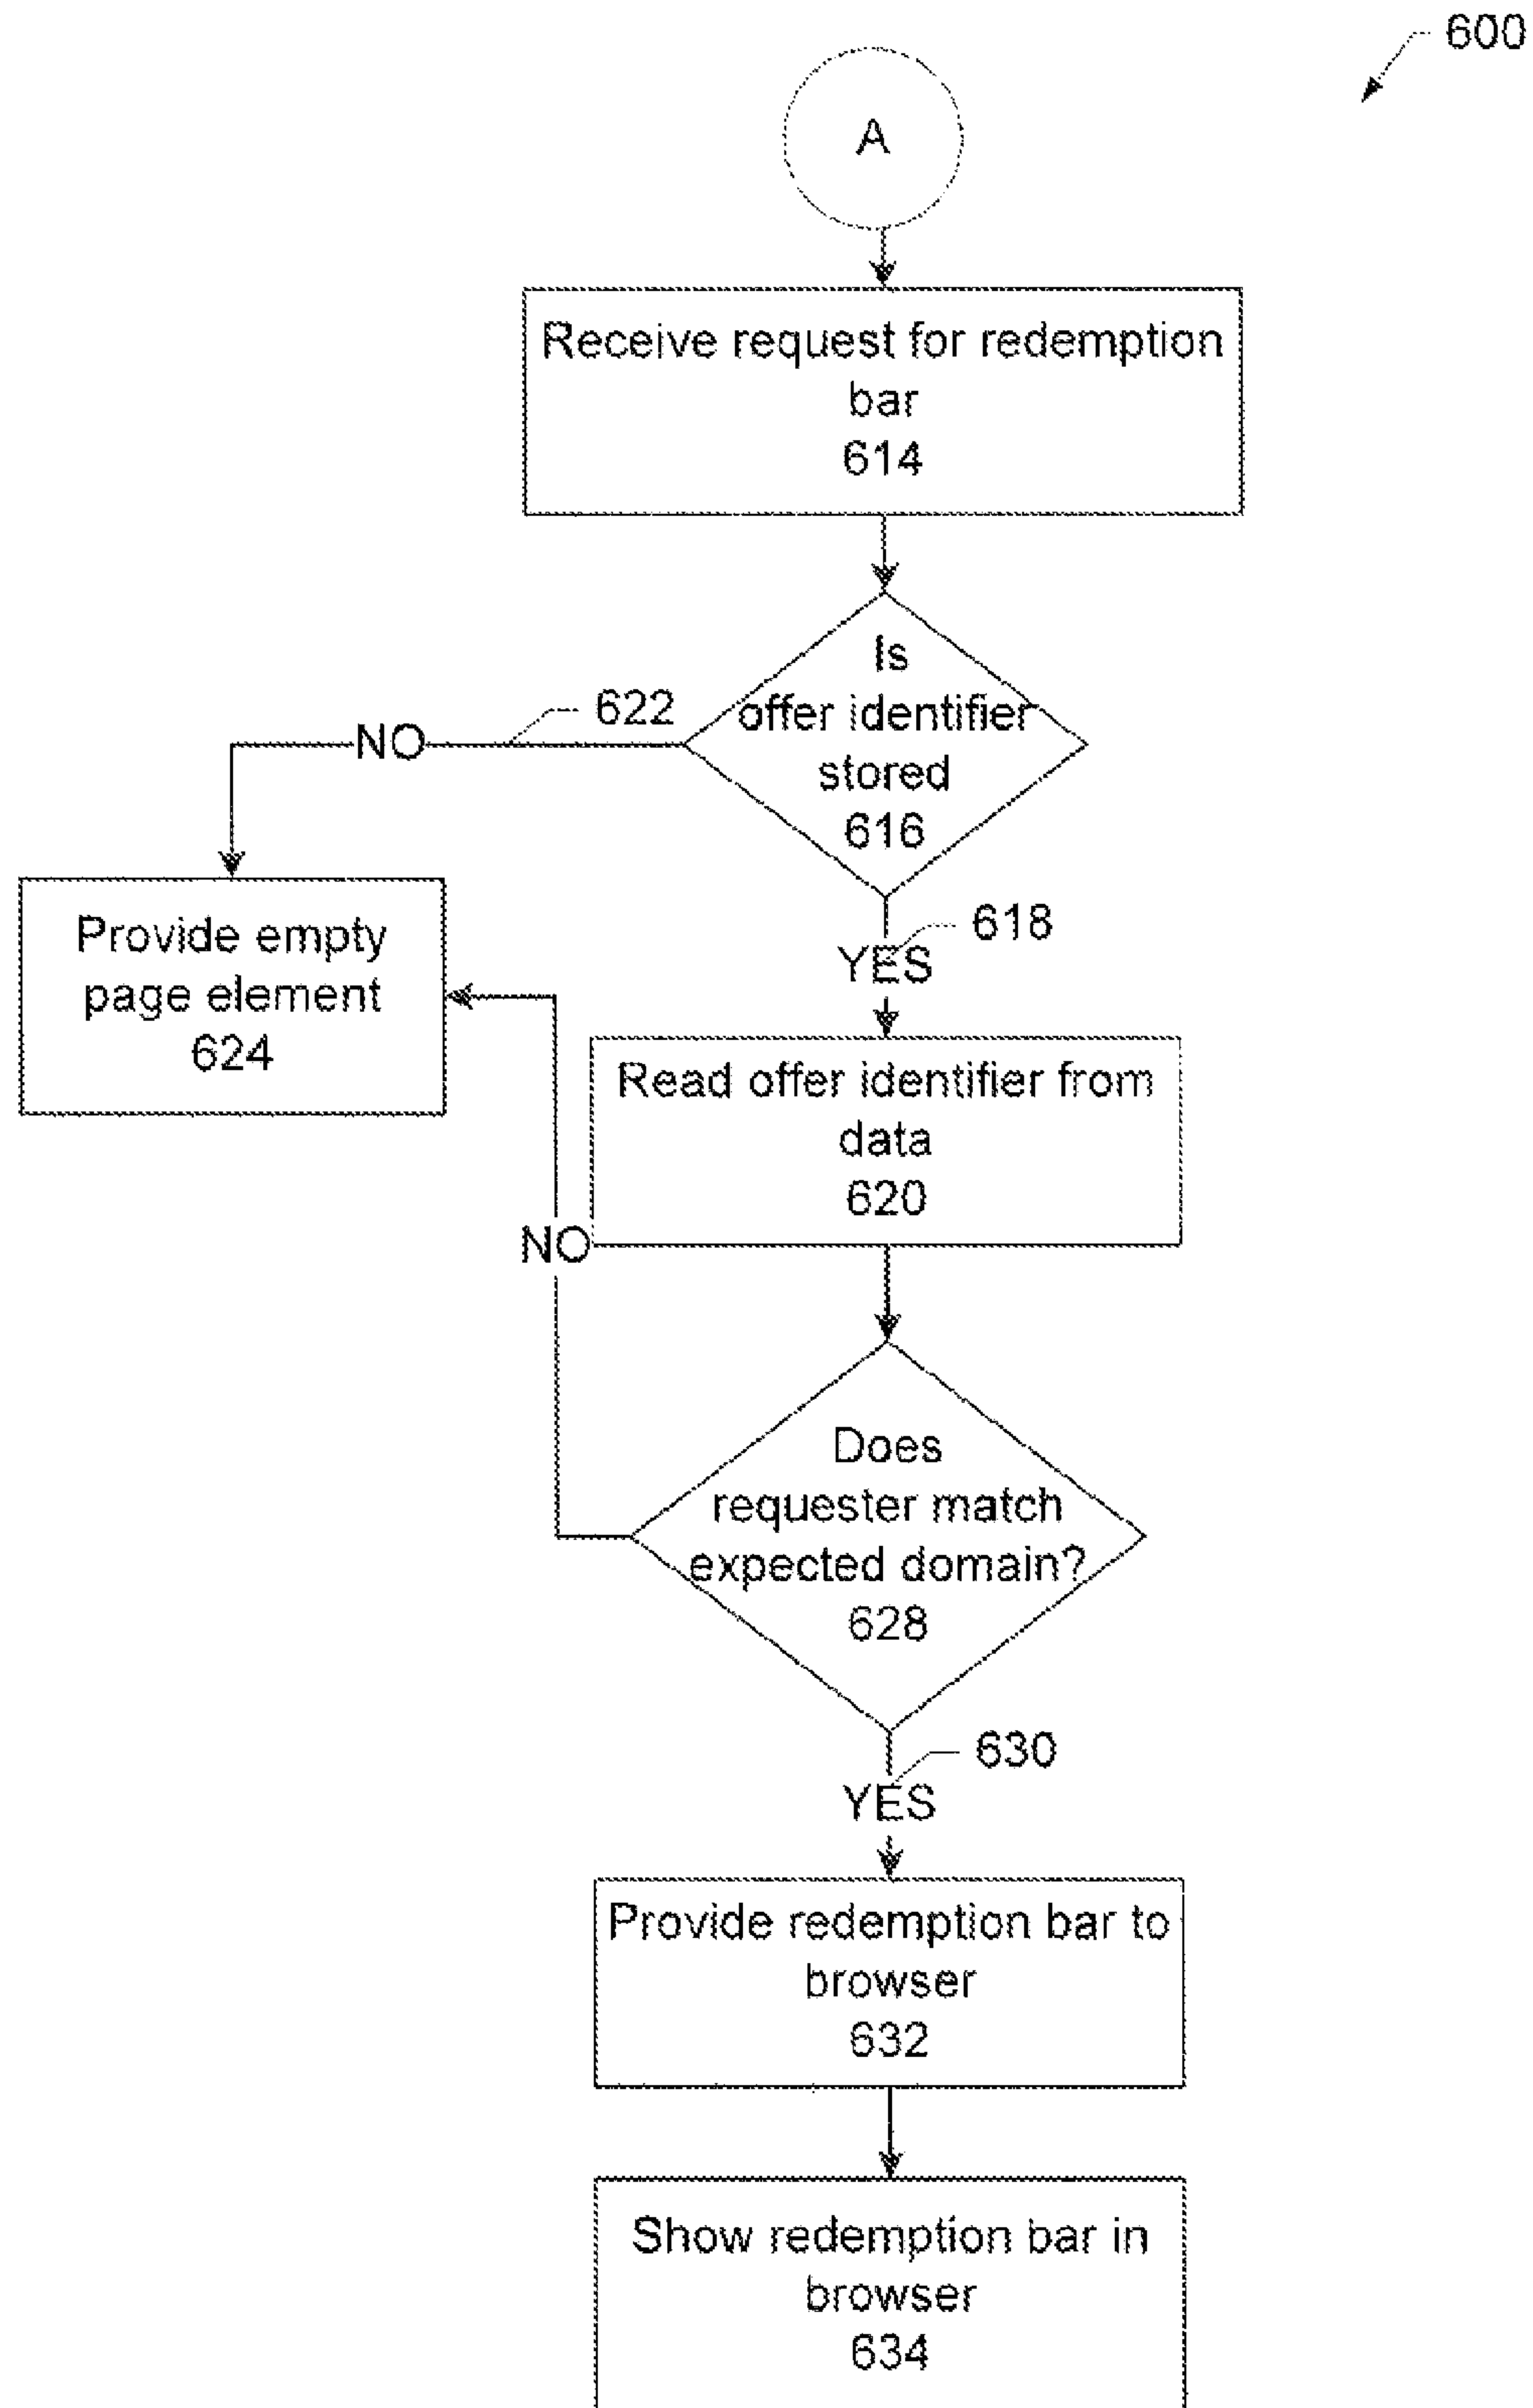 600
A
Receive request for redemption
bar
614
Is
offer identifier
stored
616
622
NO
618
YES
Provide empty
page element
624
Read offer identifier from
data
620
NO
Does
requester match
expected domain?
628
630
YES
Provide redemption bar to
browser
632
Show redemption bar in
browser
634